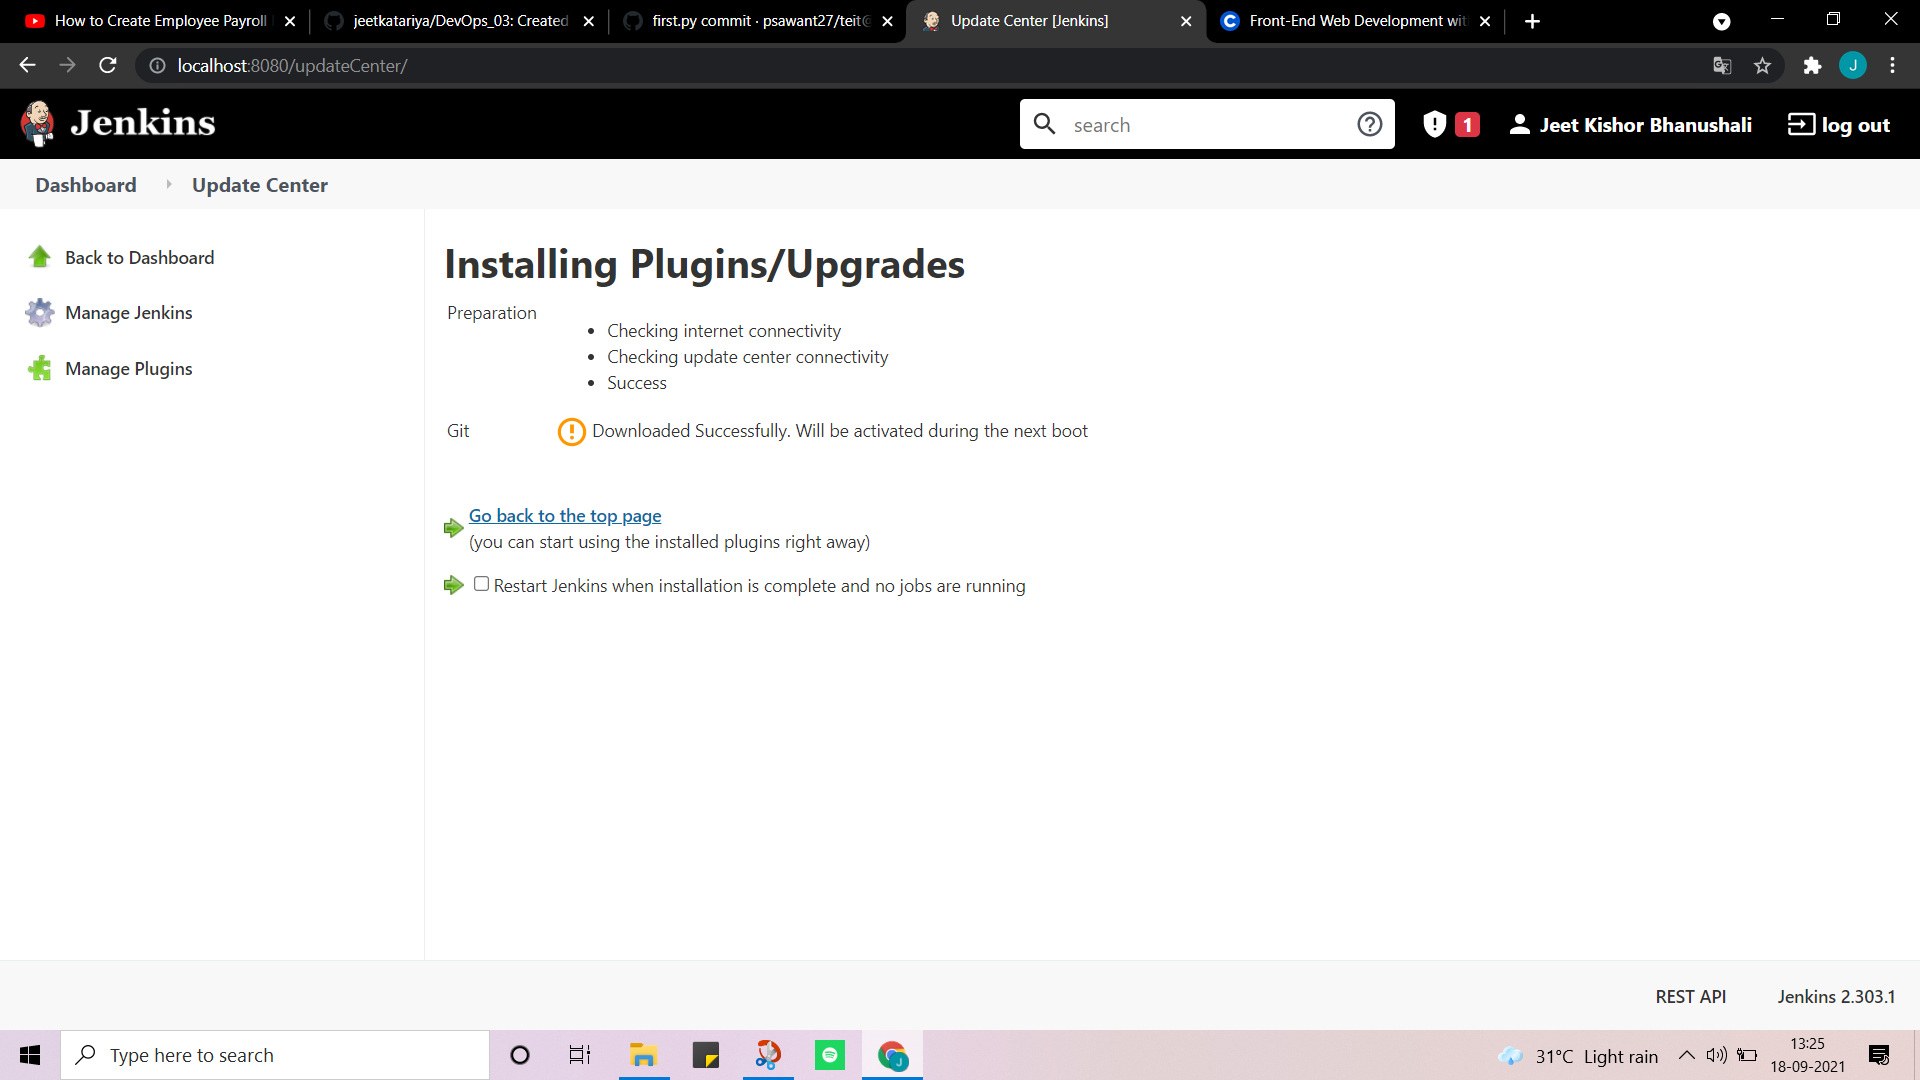 How to Create Employee Payroll
jeetkatariya/DevOps_03: Created
first.py commit · psawant27/teit@
Update Center [Jenkins]
Front-End Web Development wit
localhost:8080/updateCenter/
J
Jenkins
search
1
Jeet Kishor Bhanushali
log out
Dashboard
Update Center
Back to Dashboard
Manage Jenkins
Manage Plugins
Installing Plugins/Upgrades
Preparation
Checking internet connectivity
Checking update center connectivity
Success
Git
Downloaded Successfully. Will be activated during the next boot
Go back to the top page
(you can start using the installed plugins right away)
Restart Jenkins when installation is complete and no jobs are running
REST API
Jenkins 2.303.1
Type here to search
J
31°C Light rain
13:25
18-09-2021